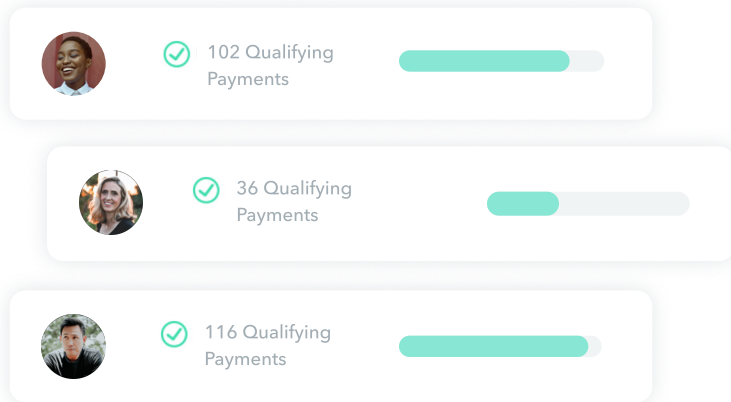 102 Qualifying
Payments
36 Qualifying
Payments
116 Qualifying
Payments